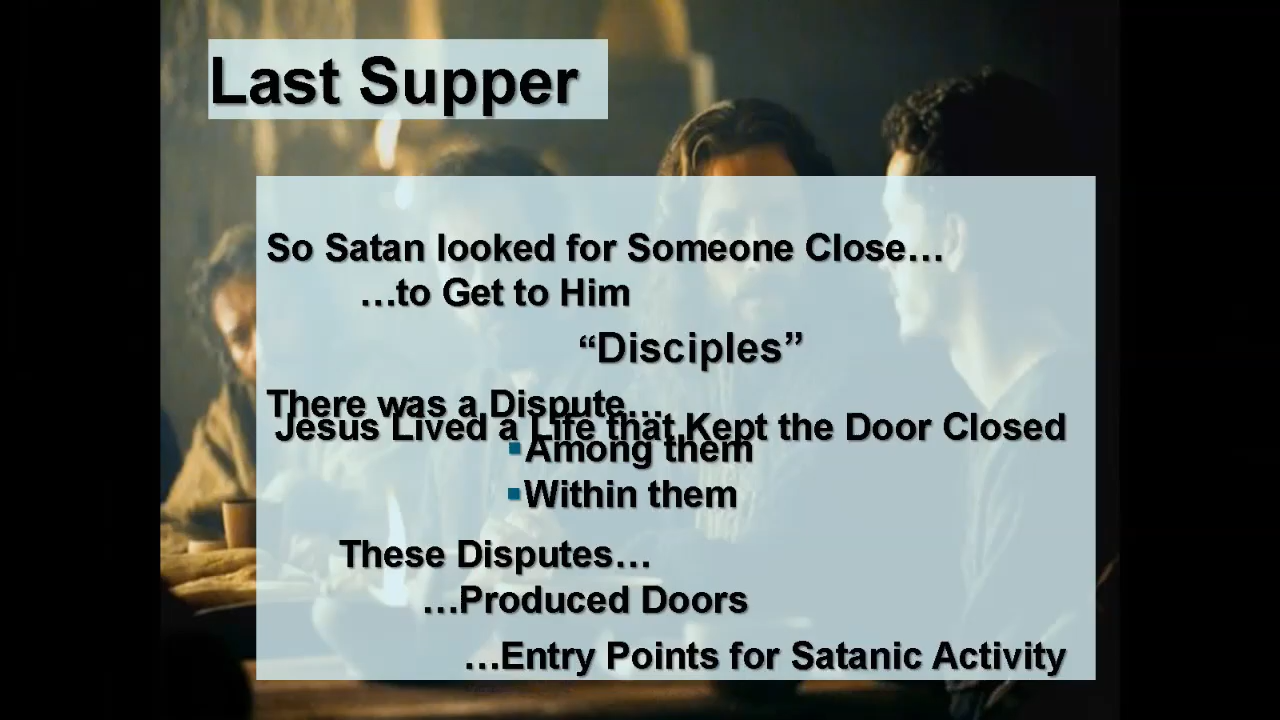 Last Supper
So Satan looked for Someone Close…
…to Get to Him
“Disciples”
There was a Dispute…
Jesus Lived a Life that Kept the Door Closed
▪Among them
▪Within them
These Disputes…
…Produced Doors
…Entry Points for Satanic Activity